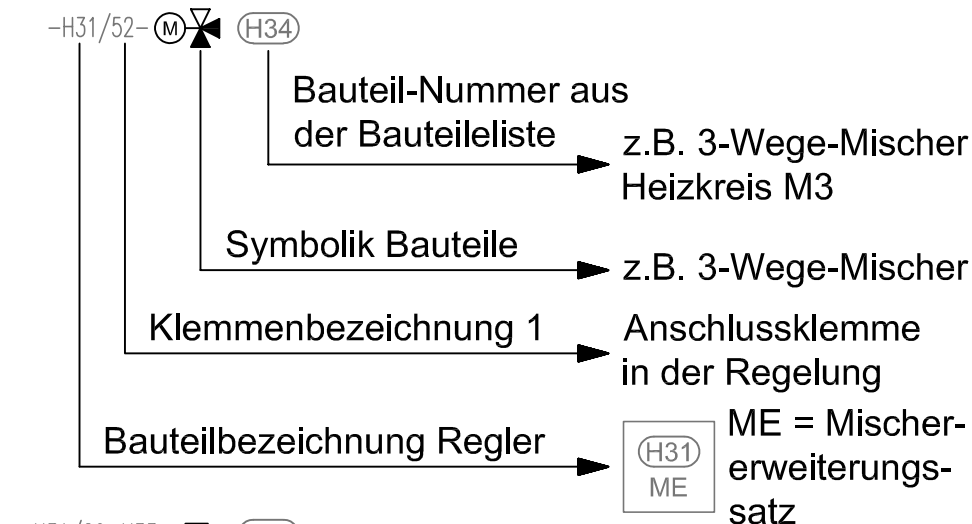 -H31/52- M H34
Bauteil-Nummer aus
der Bauteileliste
z.B. 3-Wege-Mischer
Heizkreis M3
Symbolik Bauteile
z.B. 3-Wege-Mischer
Klemmenbezeichnung 1
Anschlussklemme
in der Regelung
Bauteilbezeichnung Regler
H31
ME
ME = Mischer-
erweiterungs-
satz